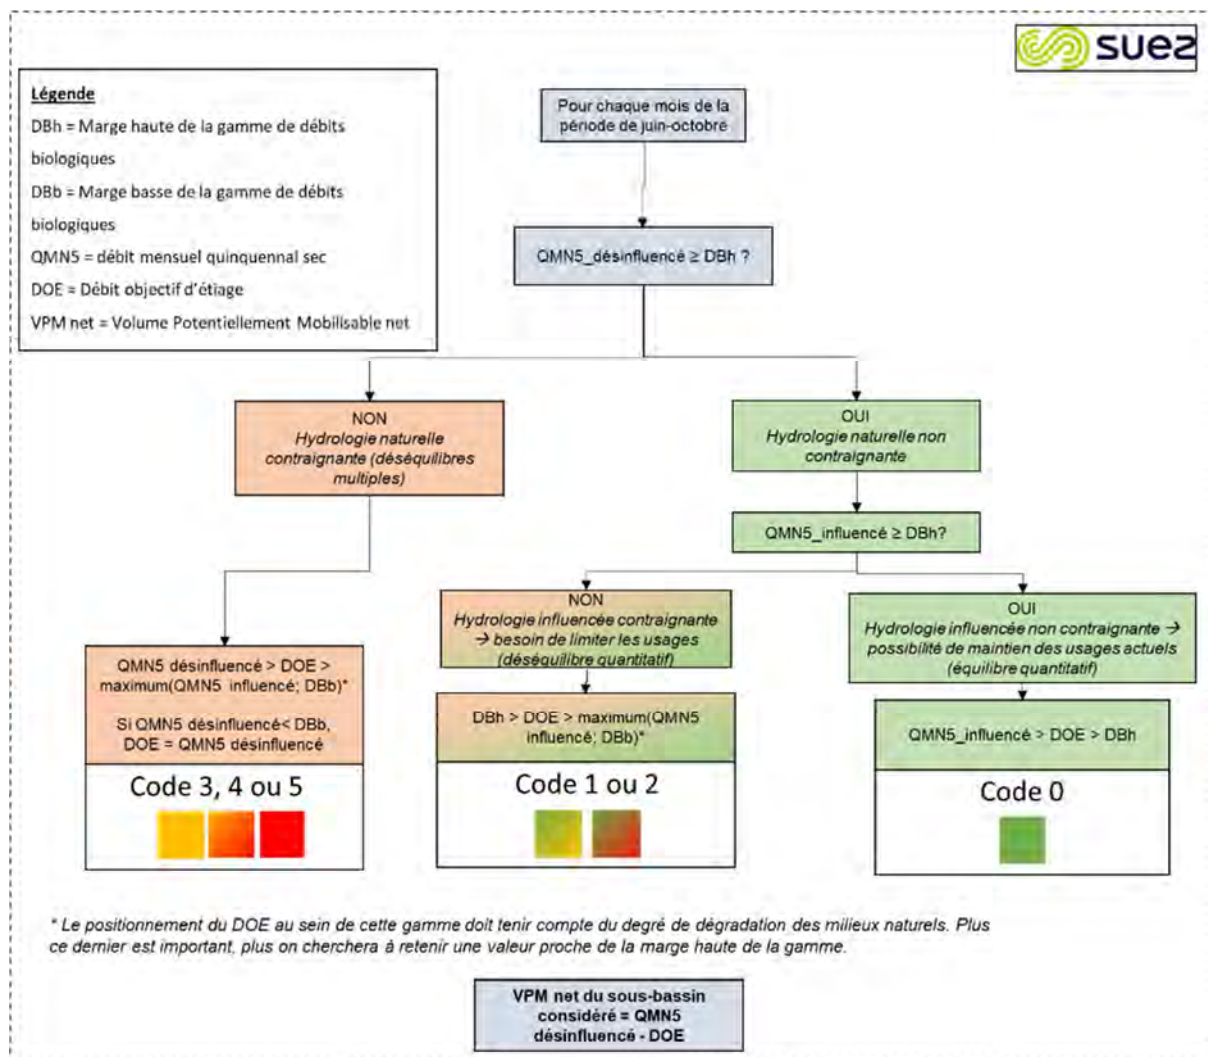 suez
Légende
DBh = Marge haute de la gamme de débits
biologiques
DBb = Marge basse de la gamme de débits
biologiques
QMN5 = débit mensuel quinquennal sec
DOE = Débit objectif d'étiage
VPM net = Volume Potentiellement Mobilisable net
Pour chaque mois de la
période de juin-octobre
QMN5_désinfluencé ≥ DBh ?
NON
Hydrologie naturelle
contraignante (déséquilibres
multiples)
OUI
Hydrologie naturelle non
contraignante
QMN5_influencé ≥ DBh?
NON
Hydrologie influencée contraignante
→ besoin de limiter les usages
(déséquilibre quantitatif)
OUI
Hydrologie influencée non contraignante →
possibilité de maintien des usages actuels
(équilibre quantitatif)
QMN5 désinfluencé > DOE >
maximum(QMN5 influencé; DBb)*
Si QMN5 désinfluencé< DBb,
DOE = QMN5 désinfluencé
Code 3, 4 ou 5
DBh > DOE > maximum(QMN5
influencé; DBb)*
Code 1 ou 2
QMN5_influencé > DOE > DBh
Code 0
* Le positionnement du DOE au sein de cette gamme doit tenir compte du degré de dégradation des milieux naturels. Plus
ce dernier est important, plus on cherchera à retenir une valeur proche de la marge haute de la gamme.
VPM net du sous-bassin
considéré = QMN5
désinfluencé - DOE